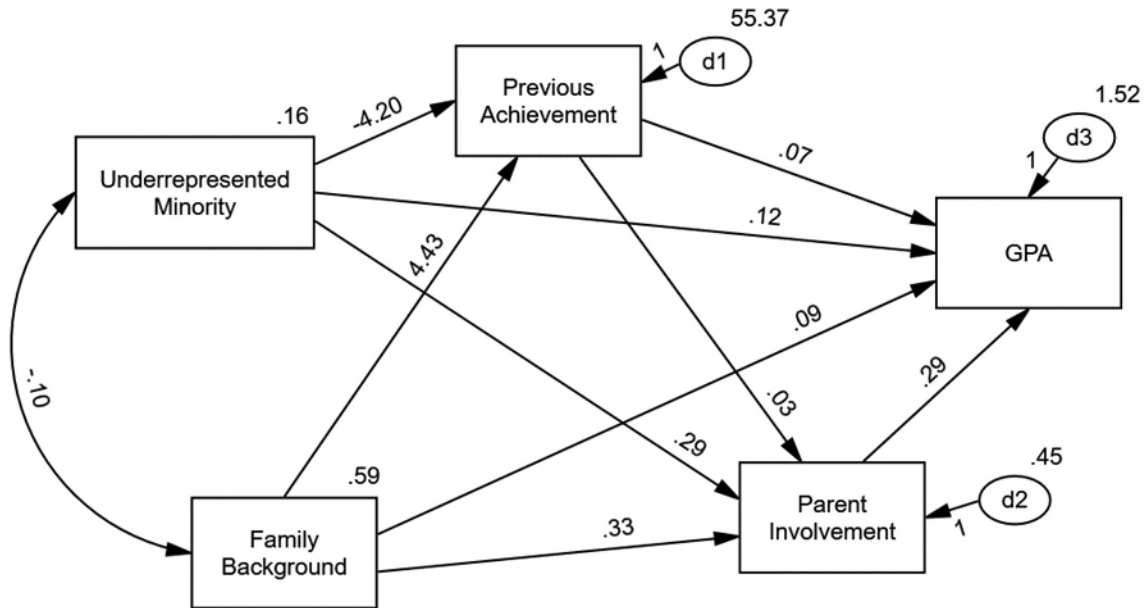 55.37
1
d1
Previous
Achievement
1.52
d3
1
.16
-4.20
Underrepresented
Minority
.07
.12
GPA
4.43
.09
-.10
.03
.29
.29
.59
.33
Family
Background
Parent
Involvement
.45
d2
1